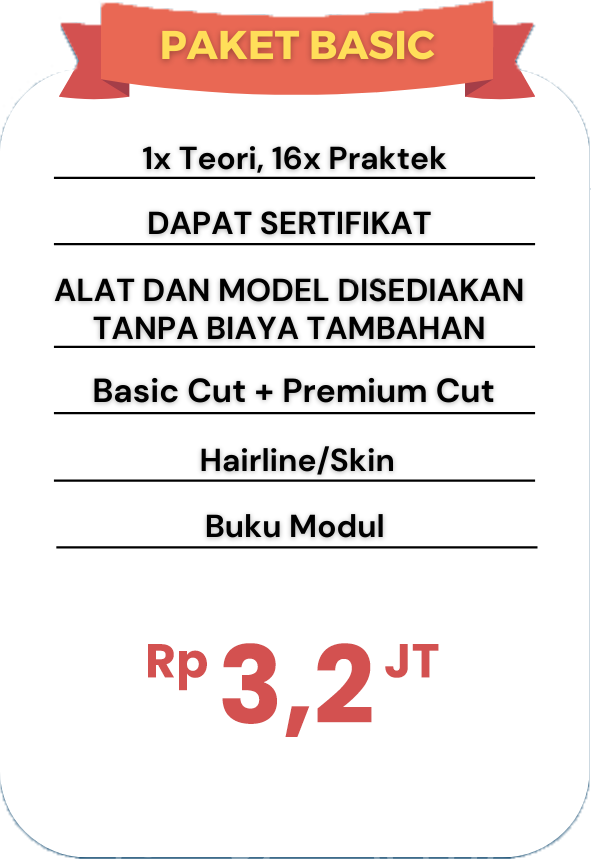 PAKET BASIC
1x Teori, 16x Praktek
DAPAT SERTIFIKAT
ALAT DAN MODEL DISEDIAKAN
TANPA BIAYA TAMBAHAN
Basic Cut + Premium Cut
Hairline/Skin
Buku Modul
Rp 3,2 JT